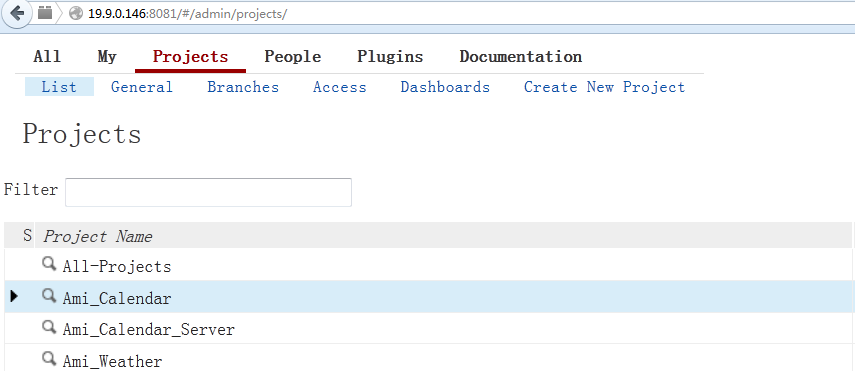 19.9.0.146:8081/#/admin/projects/
All My Projects People Plugins Documentation
List General Branches Access Dashboards Create New Project
Projects
Filter
S Project Name
All-Projects
Ami_Calendar
Ami_Calendar_Server
Ami_Weather